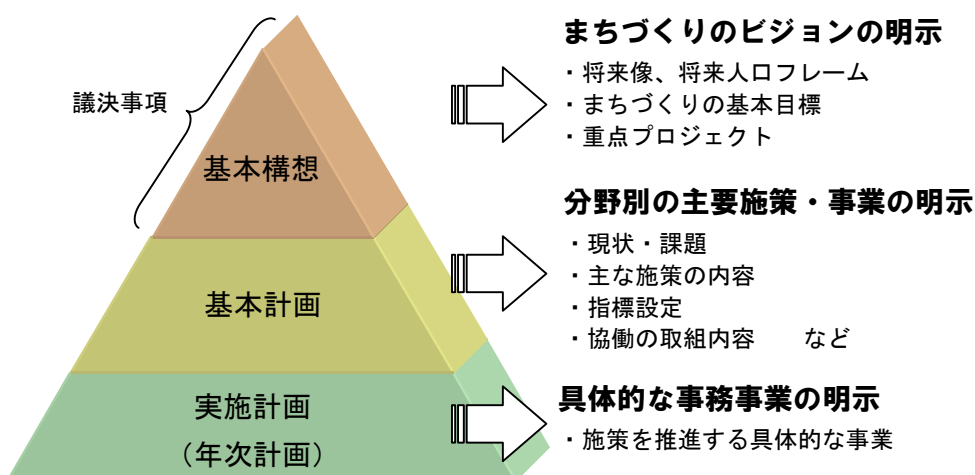 議決事項
基本構想
まちづくりのビジョンの明示
・将来像、将来人口フレーム
・まちづくりの基本目標
・重点プロジェクト
基本計画
分野別の主要施策・事業の明示
・現状・課題
・主な施策の内容
・指標設定
・協働の取組内容　　など
実施計画
（年次計画）
具体的な事務事業の明示
・施策を推進する具体的な事業